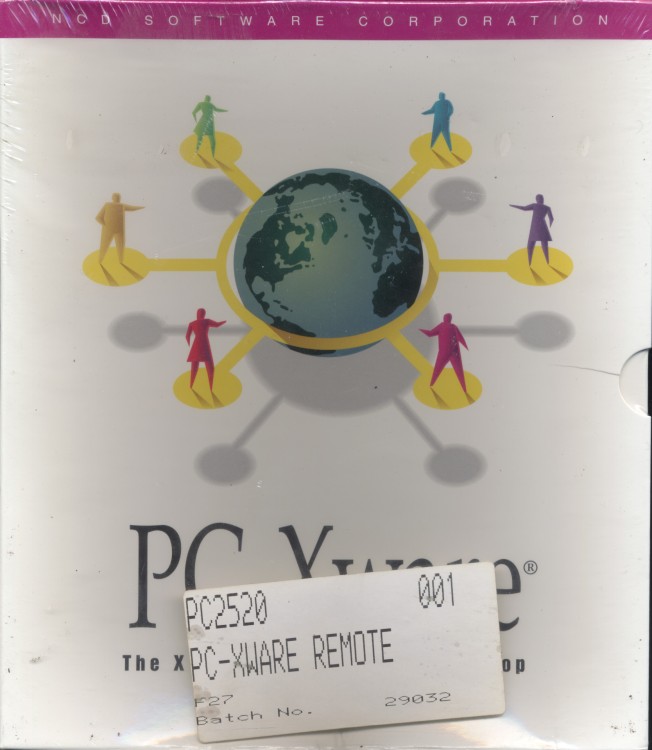 NCD SOFTWARE CORPORATION
PC Xware®
The X op
PC2520 001
PC-XWARE REMOTE
F27 29032
Batch No.